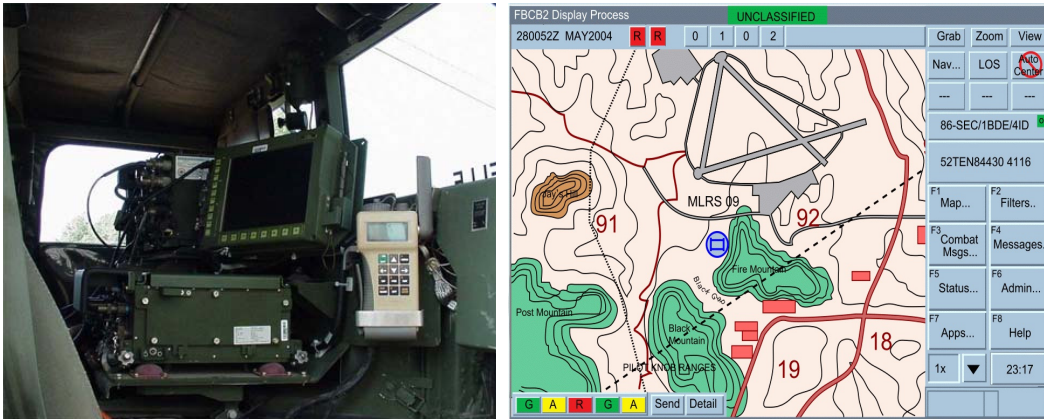 FBCB2 Display Process
UNCLASSIFIED
280052Z MAY2004 R R 0 1 0 2
Grab Zoom View
Nav... LOS Auto Center
--- --- ---
86-SEC/1BDE/4ID
52TEN84430 4116
F1 Map... F2 Filters..
F3 Combat Msgs... F4 Messages.
F5 Status... F6 Admin...
F7 Apps... F8 Help
1x 23:17
MLRS 09
91
92
Fire Mountain
Black Gap
Post Mountain
Black
Mountain
PILOT KNOB RANGES
18
19
G A R G A Send Detail